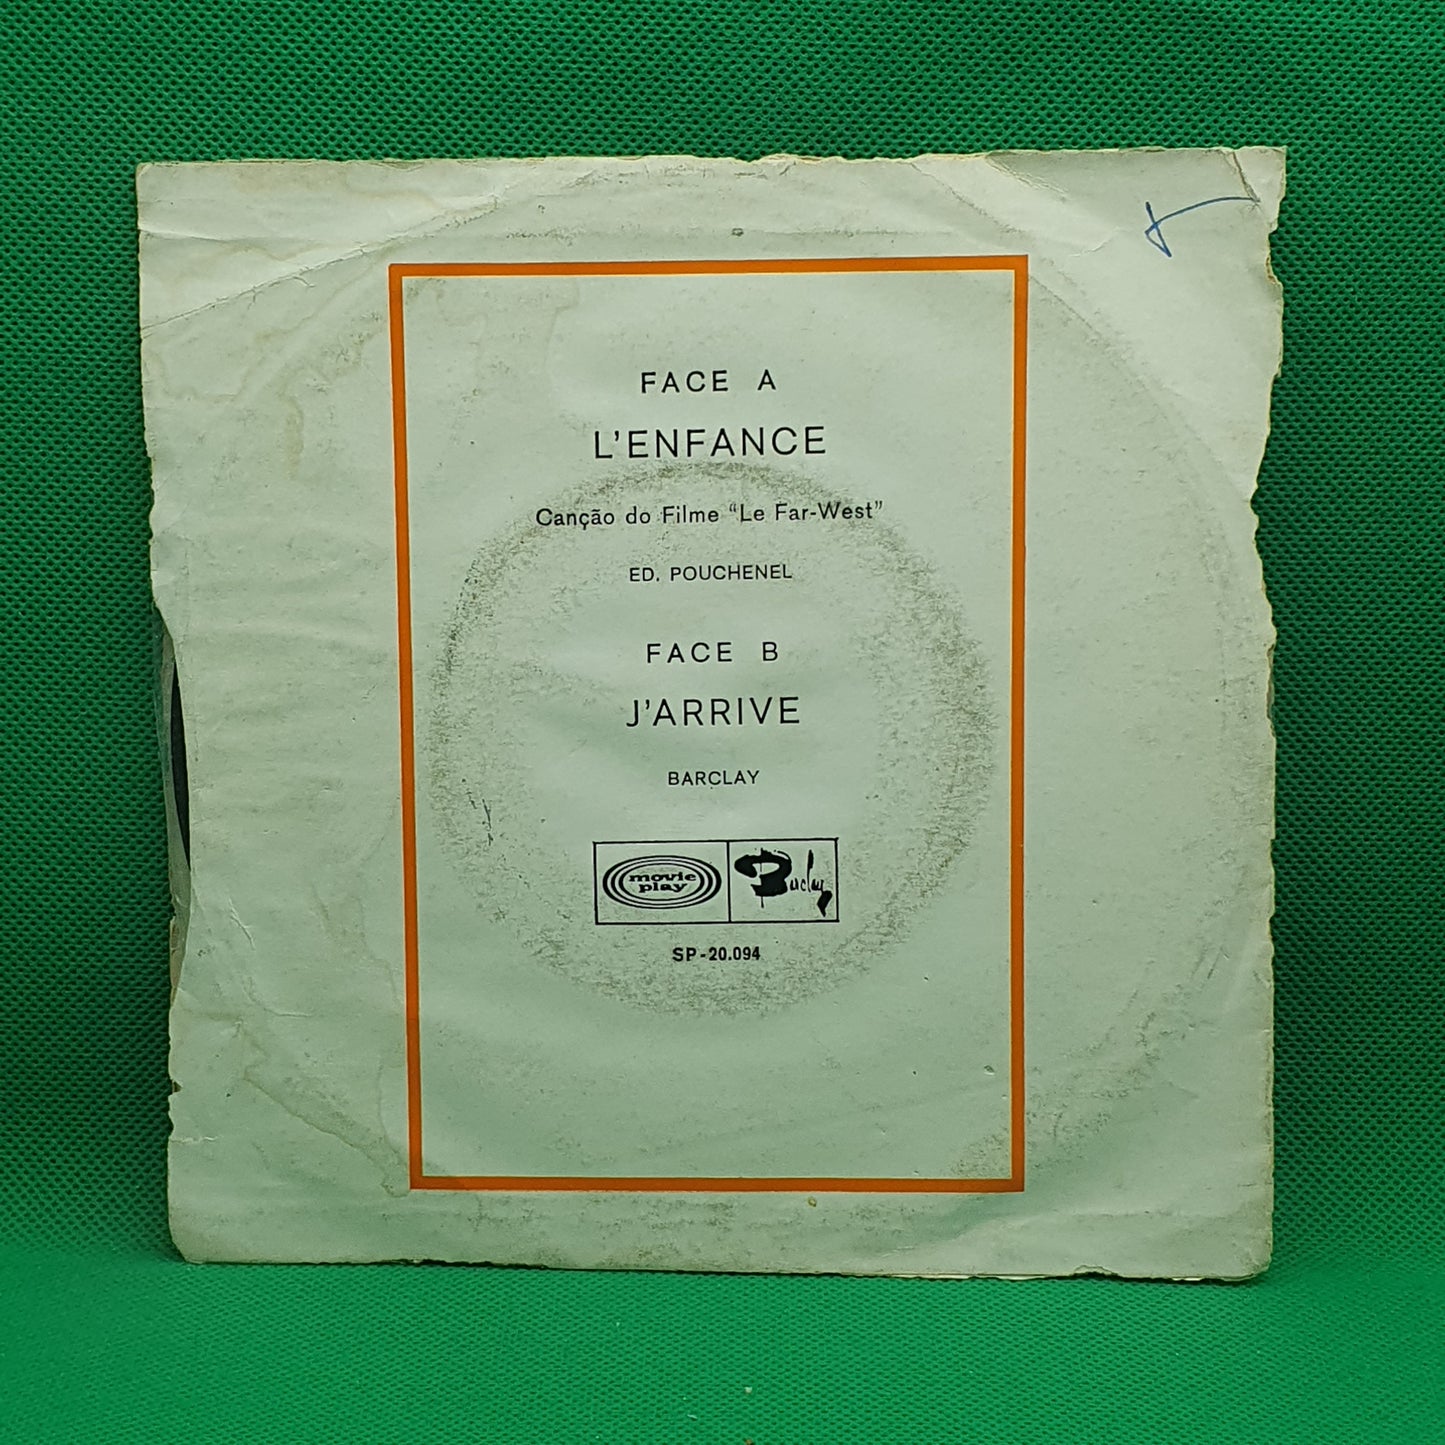 FACE A
L'ENFANCE
Canção do Filme "Le Far-West"
ED. POUCHENEL
FACE B
J'ARRIVE
BARCLAY
movie
play
Barclay
SP-20.094